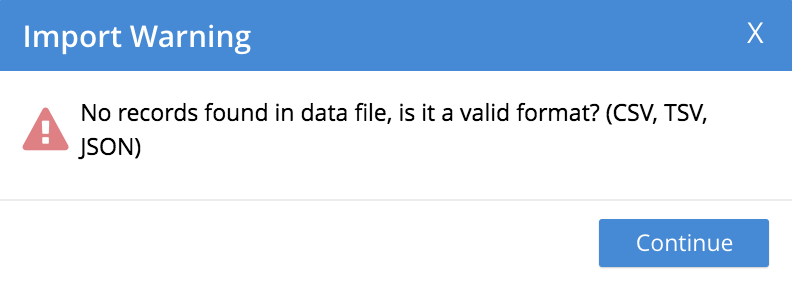 Import Warning
X
No records found in data file, is it a valid format? (CSV, TSV,
JSON)
Continue